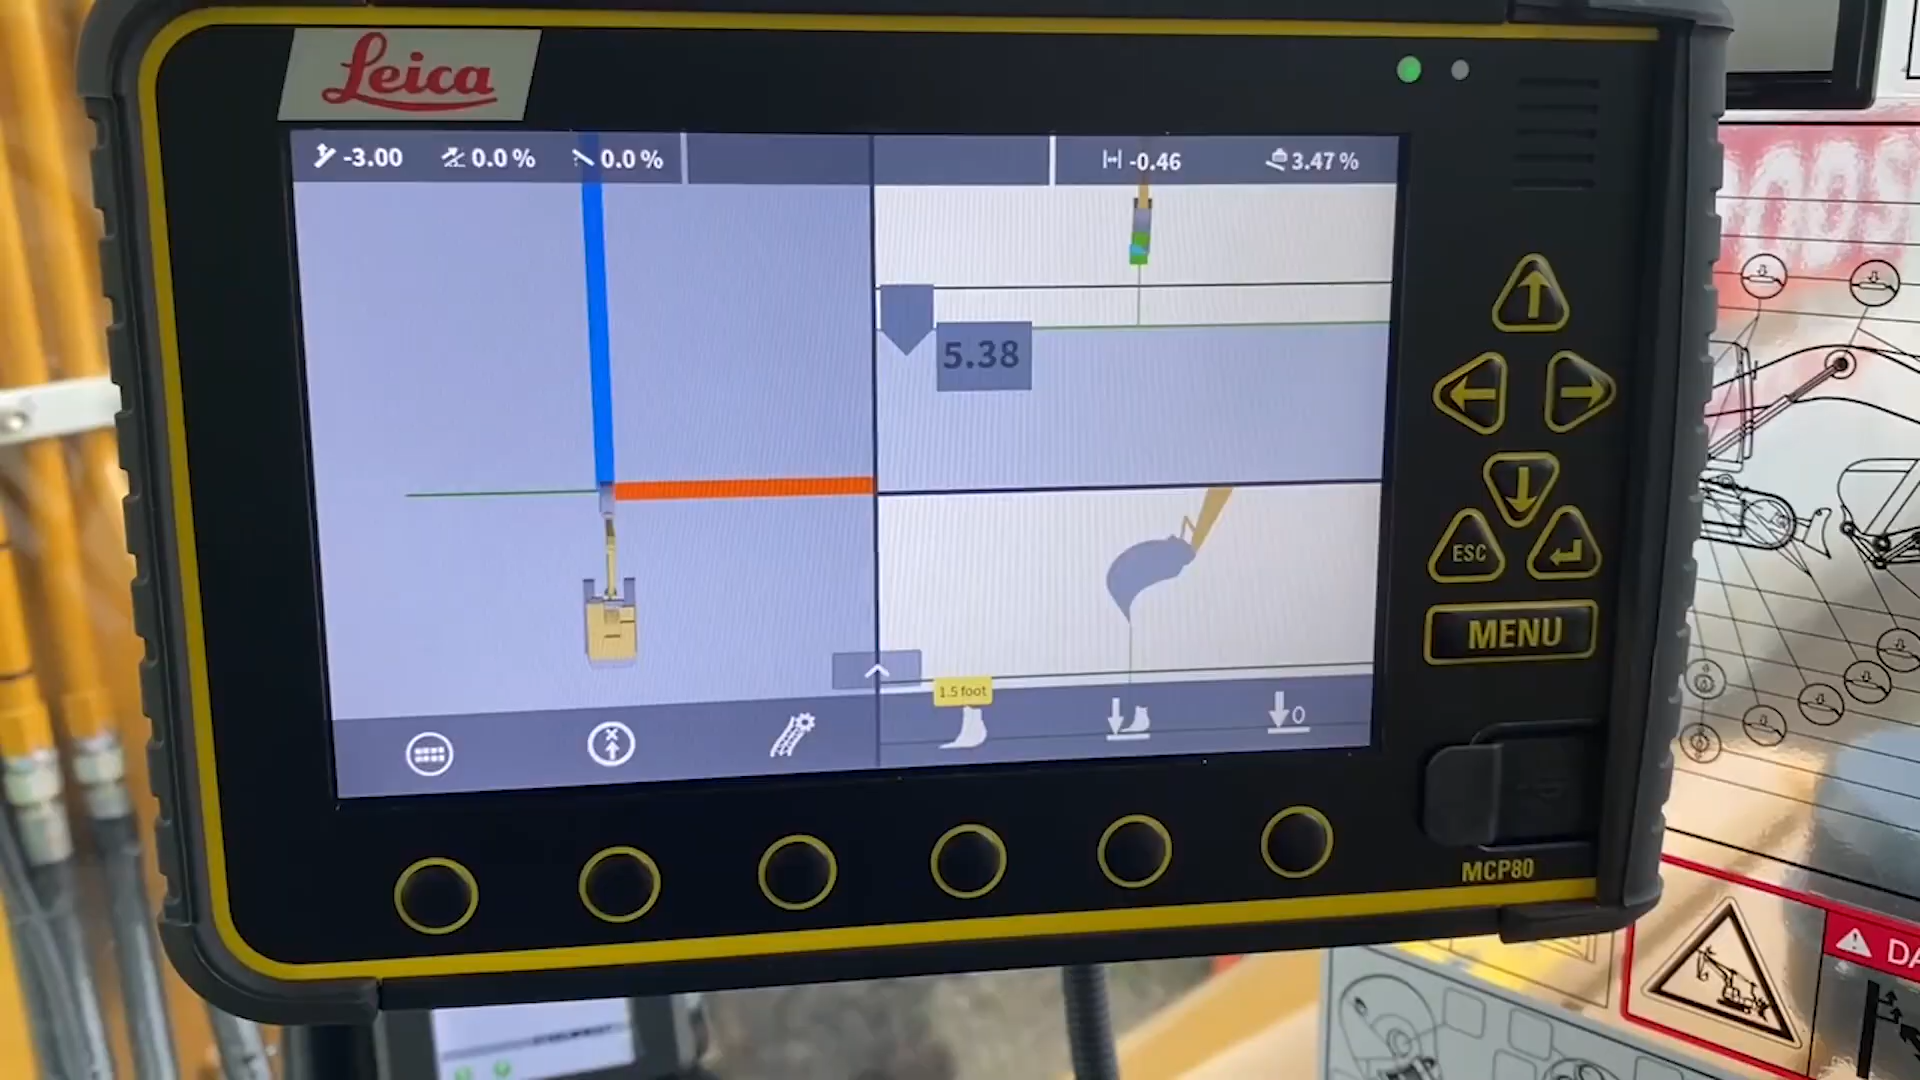 Leica
-3.00 0.0 % 0.0 % -0.46 3.47 %
5.38
1.5 foot
0
ESC
MENU
MCP80
DA